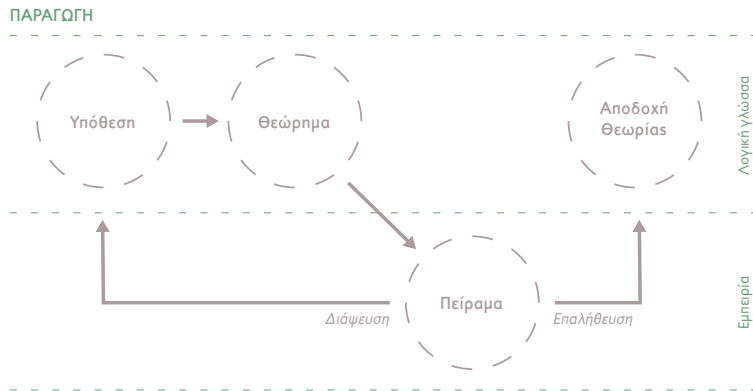 ΠΑΡΑΓΩΓΗ
Υπόθεση
Θεώρημα
Αποδοχή
Θεωρίας
Λογική γλώσσα
Πείραμα
Διάψευση
Επαλήθευση
Εμπειρία